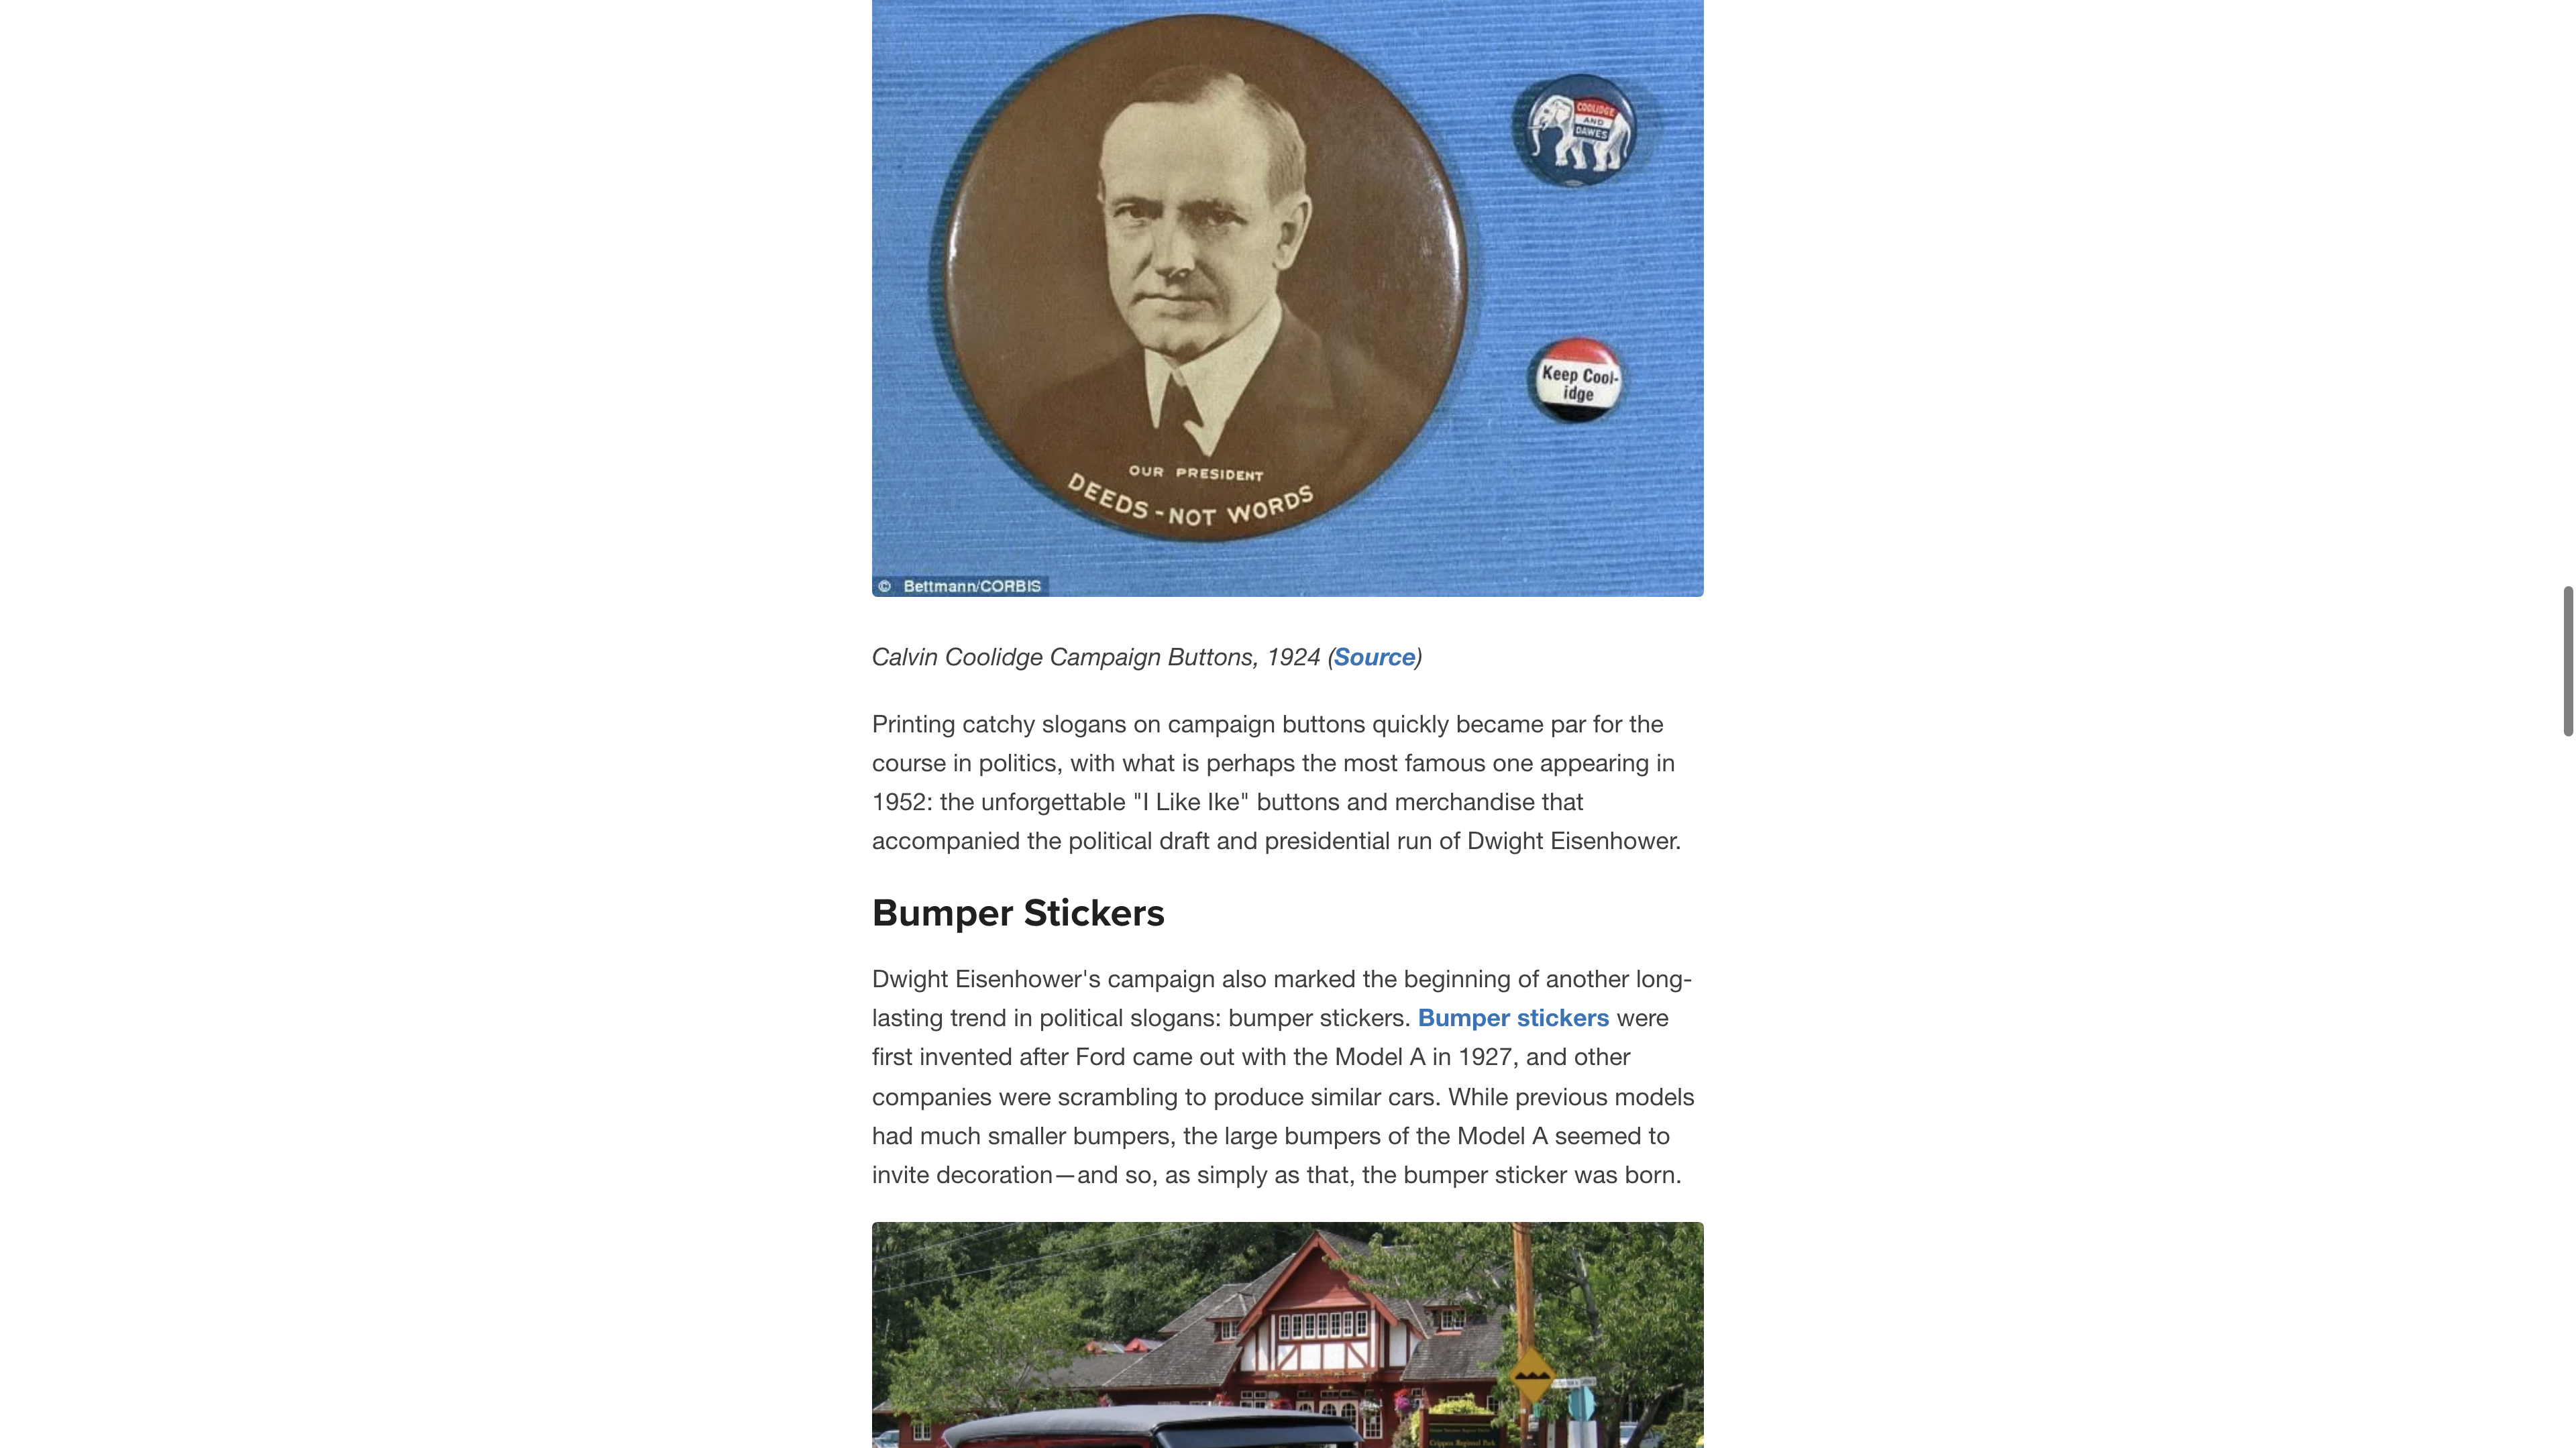 COOLIDGE
AND
DAWES
Keep Cool-
idge
OUR PRESIDENT
DEEDS - NOT WORDS
© Bettmann/CORBIS
Calvin Coolidge Campaign Buttons, 1924 (Source)
Printing catchy slogans on campaign buttons quickly became par for the
course in politics, with what is perhaps the most famous one appearing in
1952: the unforgettable "I Like Ike" buttons and merchandise that
accompanied the political draft and presidential run of Dwight Eisenhower.
Bumper Stickers
Dwight Eisenhower's campaign also marked the beginning of another long-
lasting trend in political slogans: bumper stickers. Bumper stickers were
first invented after Ford came out with the Model A in 1927, and other
companies were scrambling to produce similar cars. While previous models
had much smaller bumpers, the large bumpers of the Model A seemed to
invite decoration—and so, as simply as that, the bumper sticker was born.
Crippen Regional Park